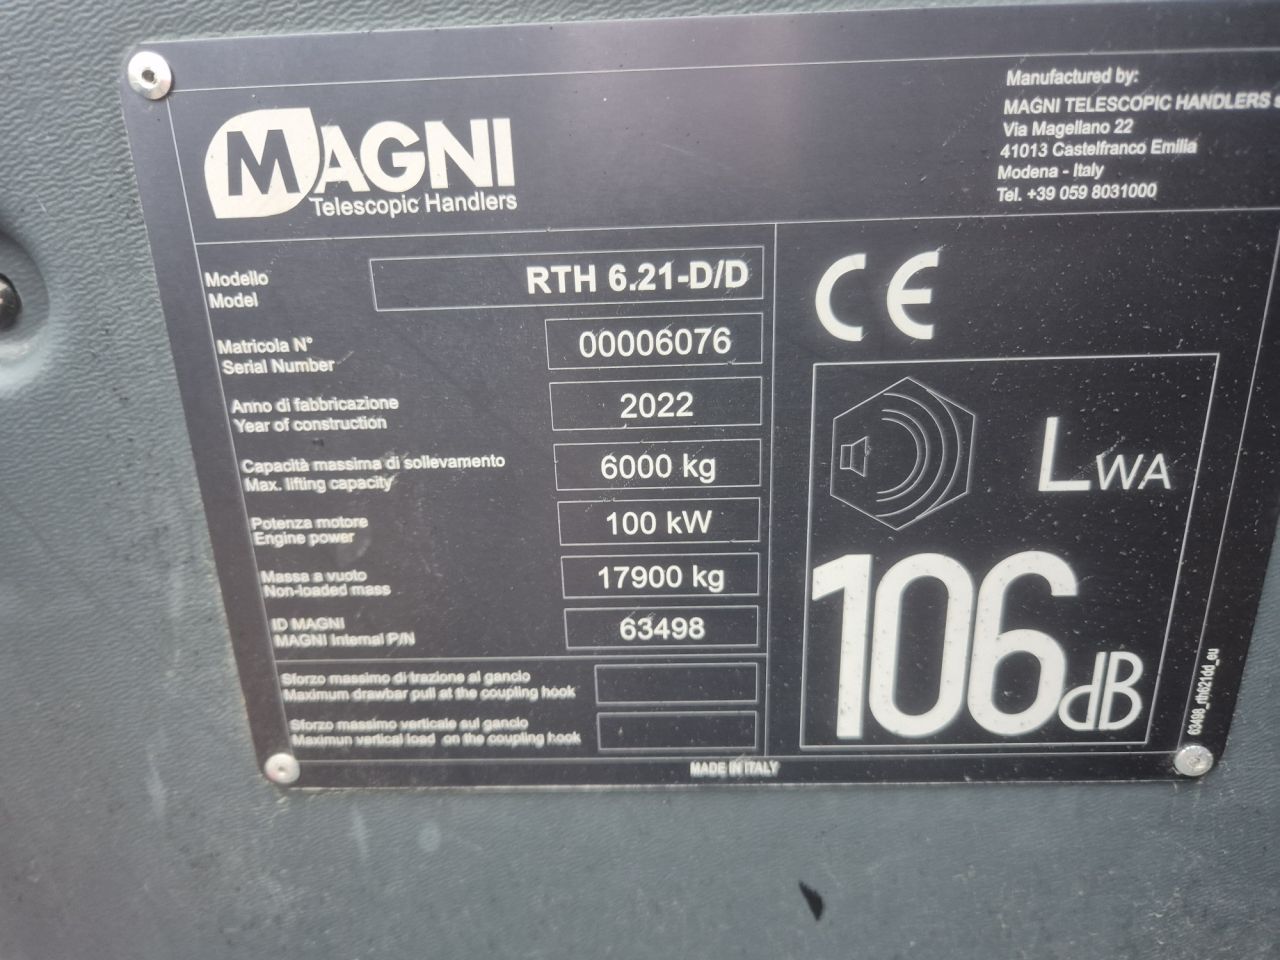 MAGNI
Telescopic Handlers
Manufactured by:
MAGNI TELESCOPIC HANDLERS
Via Magellano 22
41013 Castelfranco Emilia
Modena - Italy
Tel. +39 059 8031000
Modello
Model
RTH 6.21-D/D
Matricola N°
Serial Number
00006076
Anno di fabbricazione
Year of construction
2022
Capacità massima di sollevamento
Max. lifting capacity
6000 kg
Potenza motore
Engine power
100 kW
Massa a vuoto
Non-loaded mass
17900 kg
ID MAGNI
MAGNI Internal P/N
63498
Sforzo massimo di trazione al gancio
Maximum drawbar pull at the coupling hook
Sforzo massimo verticale sul gancio
Maximun vertical load on the coupling hook
MADE IN ITALY
CE
LWA
106dB
63498_rth621dd_eu